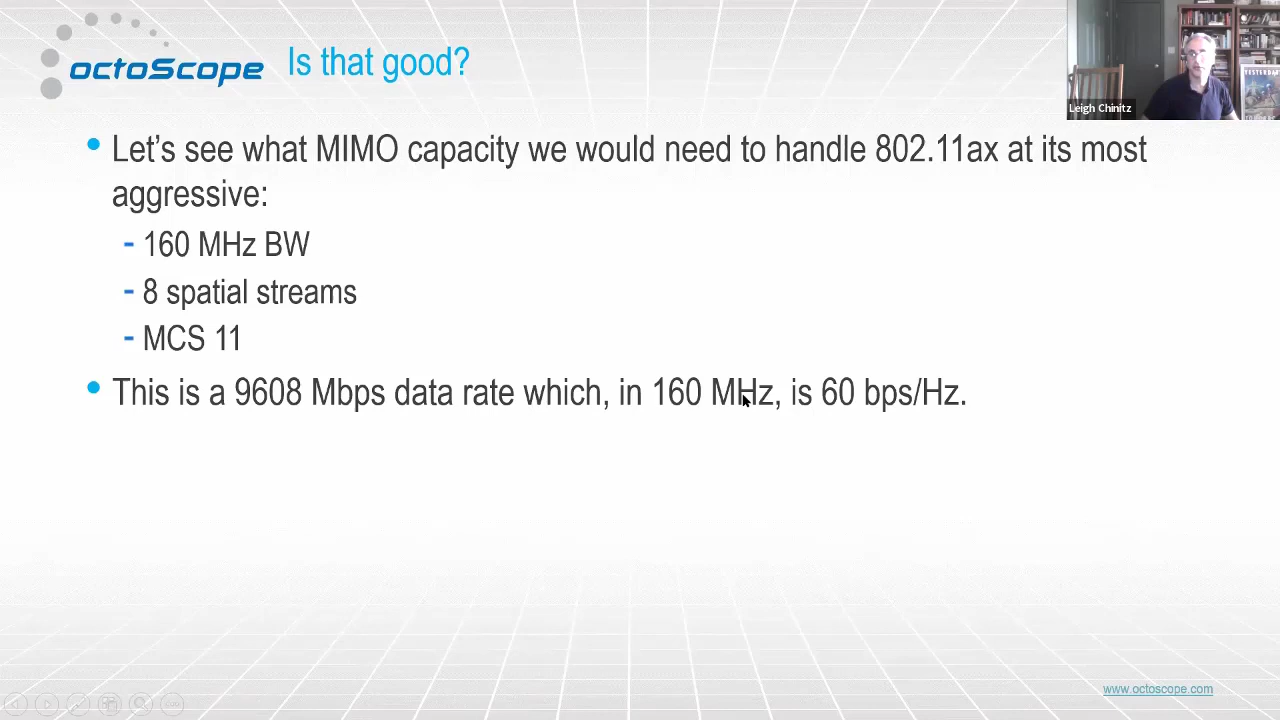 octoScope Is that good?
Leigh Chinitz
YESTERDAY
• Let's see what MIMO capacity we would need to handle 802.11ax at its most
aggressive:
- 160 MHz BW
- 8 spatial streams
- MCS 11
• This is a 9608 Mbps data rate which, in 160 MHz, is 60 bps/Hz.
www.octoscope.com